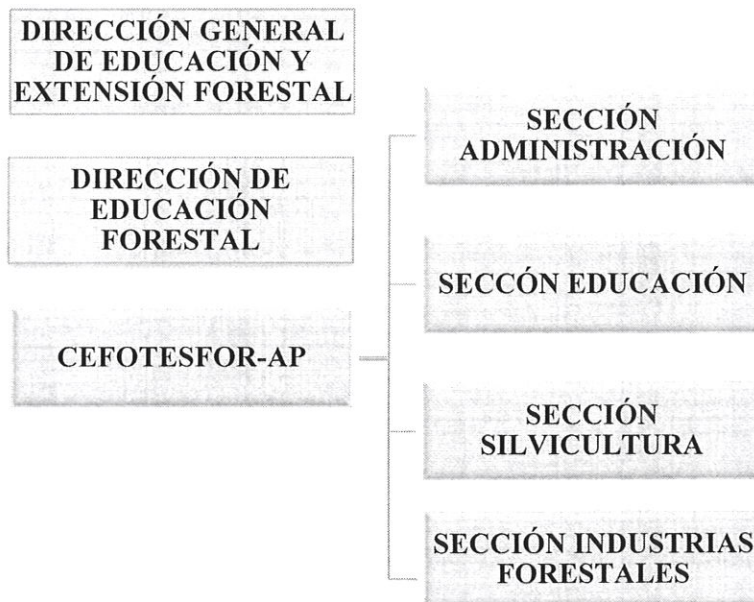 DIRECCIÓN GENERAL
DE EDUCACIÓN Y
EXTENSIÓN FORESTAL
DIRECCIÓN DE
EDUCACIÓN
FORESTAL
CEFOTESFOR-AP
SECCIÓN
ADMINISTRACIÓN
SECCÓN EDUCACIÓN
SECCIÓN
SILVICULTURA
SECCIÓN INDUSTRIAS
FORESTALES